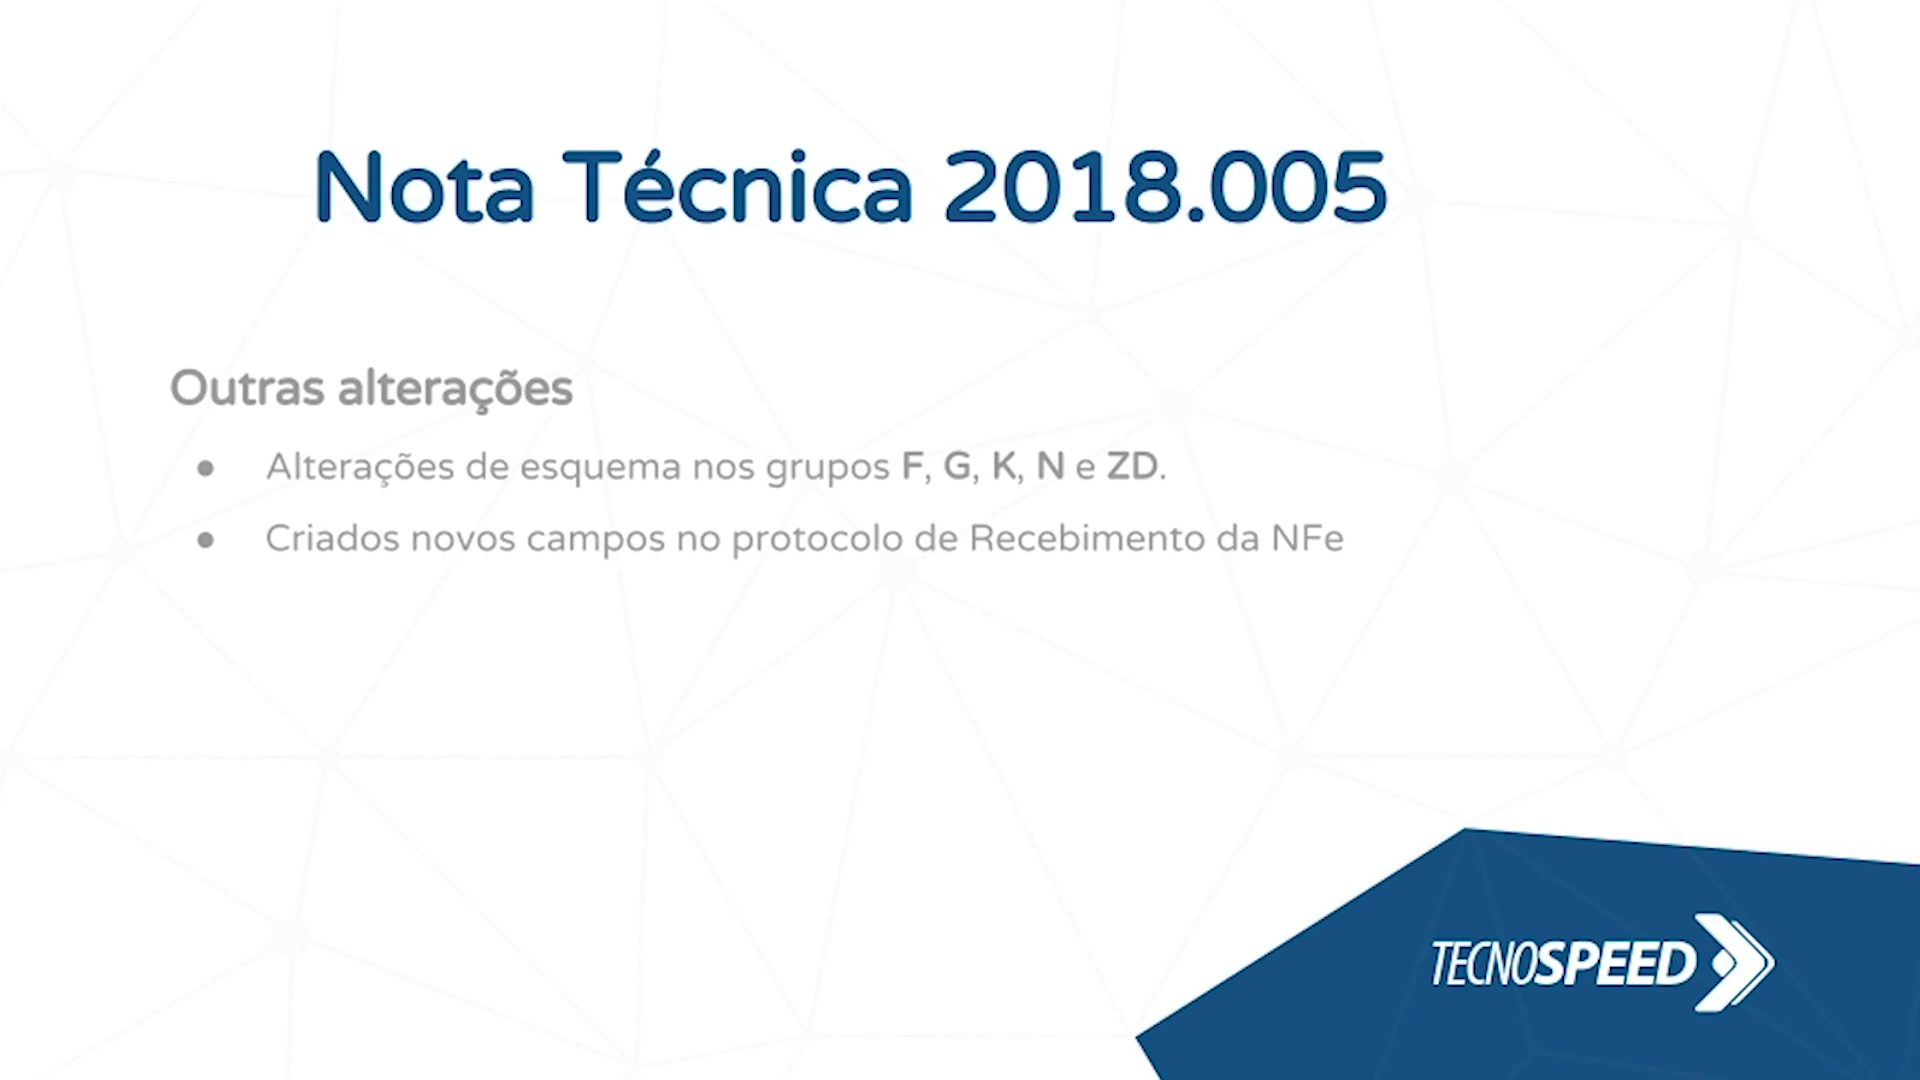 Nota Técnica 2018.005
Outras alterações
● Alterações de esquema nos grupos F, G, K, N e ZD.
● Criados novos campos no protocolo de Recebimento da NFe
TECNOSPEED